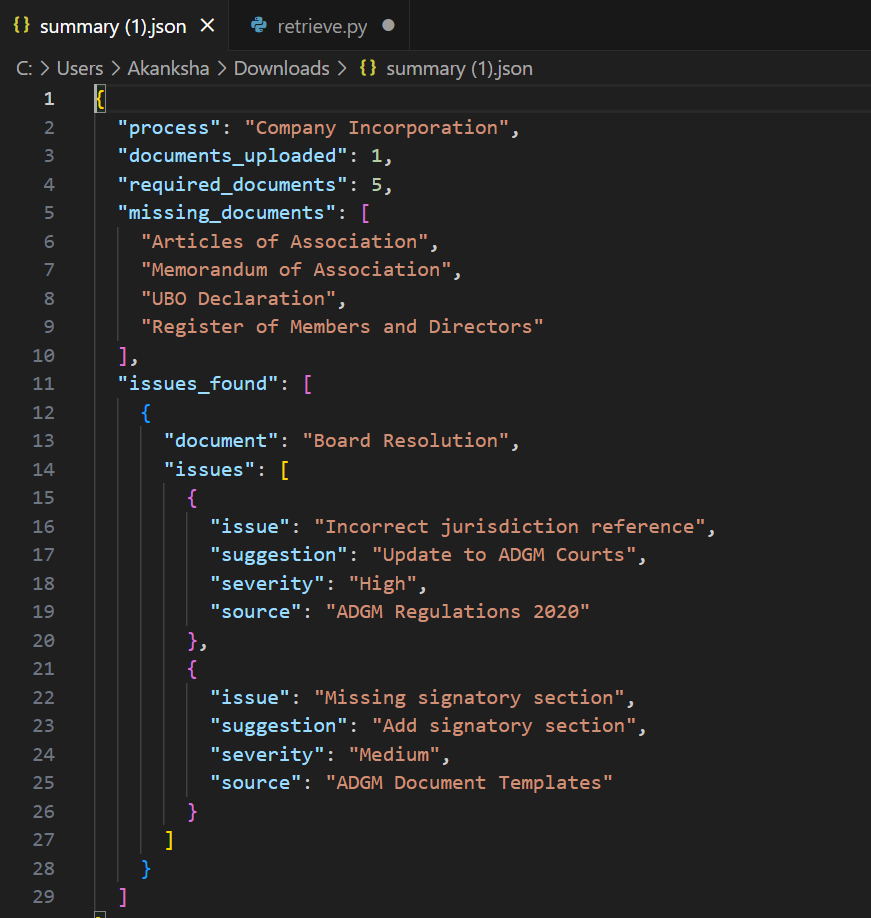 {} summary (1).json × retrieve.py ●
C: > Users > Akanksha > Downloads > {} summary (1).json
1 {
2 "process": "Company Incorporation",
3 "documents_uploaded": 1,
4 "required_documents": 5,
5 "missing_documents": [
6 "Articles of Association",
7 "Memorandum of Association",
8 "UBO Declaration",
9 "Register of Members and Directors"
10 ],
11 "issues_found": [
12 {
13 "document": "Board Resolution",
14 "issues": [
15 {
16 "issue": "Incorrect jurisdiction reference",
17 "suggestion": "Update to ADGM Courts",
18 "severity": "High",
19 "source": "ADGM Regulations 2020"
20 },
21 {
22 "issue": "Missing signatory section",
23 "suggestion": "Add signatory section",
24 "severity": "Medium",
25 "source": "ADGM Document Templates"
26 }
27 ]
28 }
29 ]